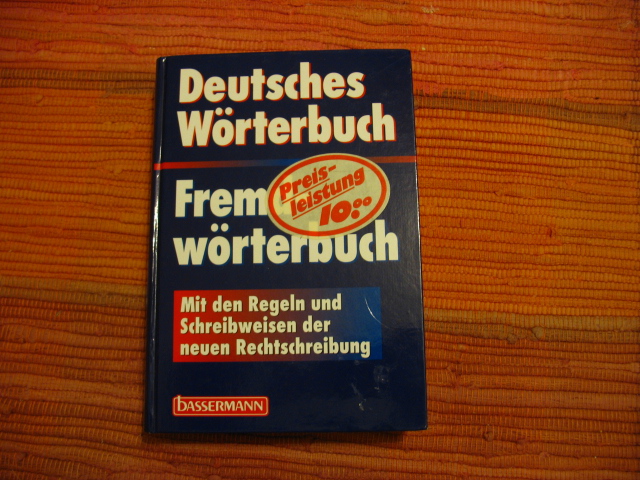 Deutsches
Wörterbuch
Frem
Preis-
leistung
10.00
wörterbuch
Mit den Regeln und
Schreibweisen der
neuen Rechtschreibung
bassermann